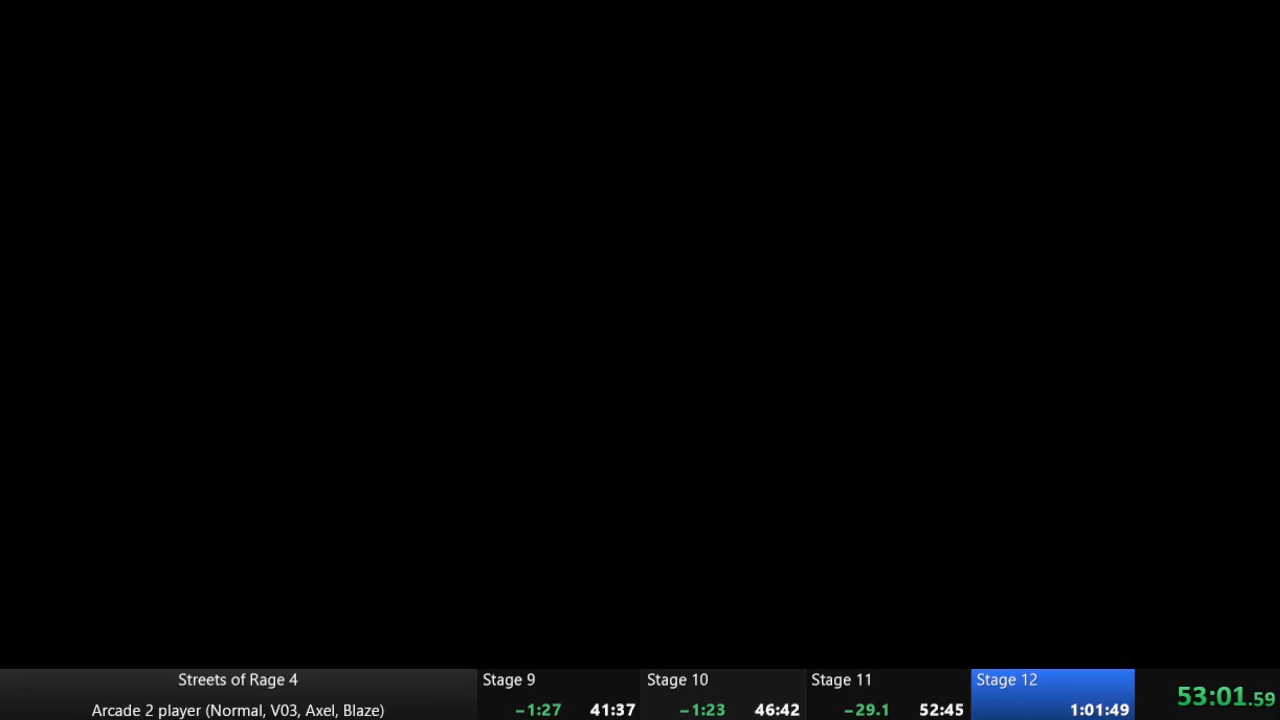 Streets of Rage 4
Arcade 2 player (Normal, V03, Axel, Blaze)
Stage 9
−1:27 41:37
Stage 10
−1:23 46:42
Stage 11
−29.1 52:45
Stage 12
1:01:49
53:01.59